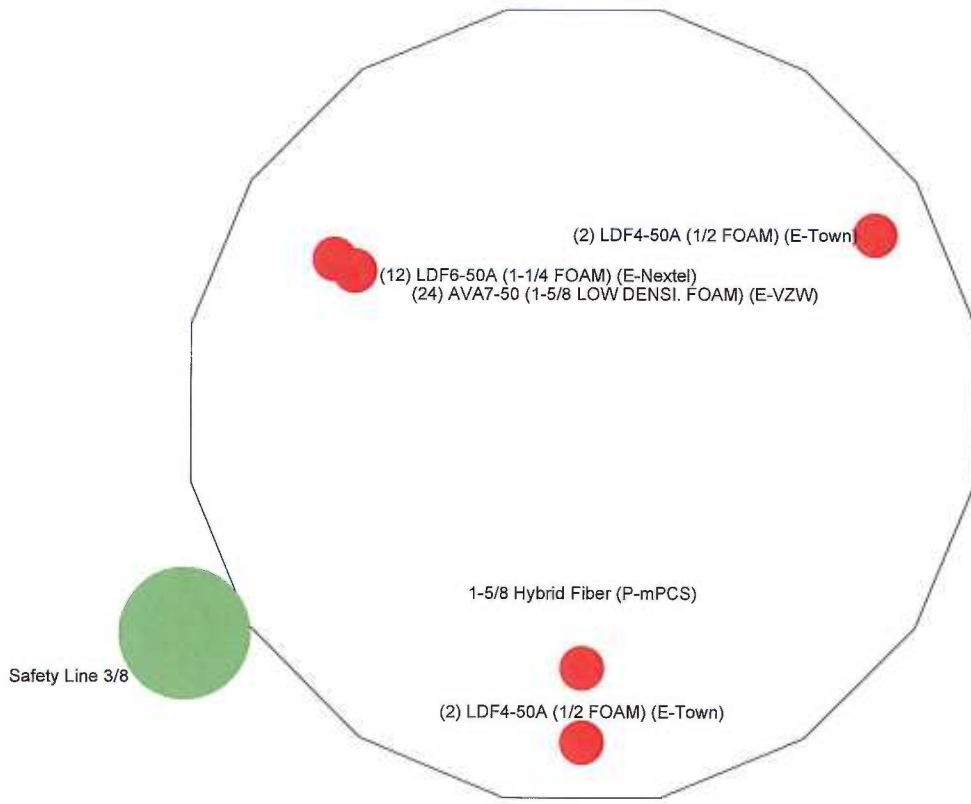 (2) LDF4-50A (1/2 FOAM) (E-Town)
(12) LDF6-50A (1-1/4 FOAM) (E-Nextel)
(24) AVA7-50 (1-5/8 LOW DENSI. FOAM) (E-VZW)
1-5/8 Hybrid Fiber (P-mPCS)
Safety Line 3/8
(2) LDF4-50A (1/2 FOAM) (E-Town)